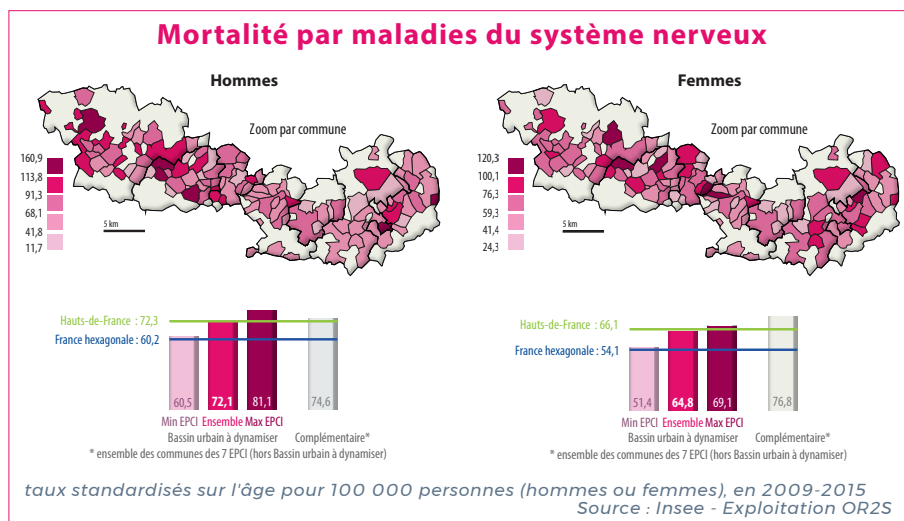 Mortalité par maladies du système nerveux
Hommes
Zoom par commune
160,9
113,8
91,3
68,1
41,8
11,7
5 km
Hauts-de-France : 72,3
France hexagonale : 60,2
60,5
72,1
81,1
74,6
Min EPCI Ensemble Max EPCI
Bassin urbain à dynamiser Complémentaire*
* ensemble des communes des 7 EPCI (hors Bassin urbain à dynamiser)
Femmes
Zoom par commune
120,3
100,1
76,3
59,3
41,4
24,3
5 km
Hauts-de-France : 66,1
France hexagonale : 54,1
51,4
64,8
69,1
76,8
Min EPCI Ensemble Max EPCI
Bassin urbain à dynamiser Complémentaire*
* ensemble des communes des 7 EPCI (hors Bassin urbain à dynamiser)
taux standardisés sur l'âge pour 100 000 personnes (hommes ou femmes), en 2009-2015
Source : Insee - Exploitation OR2S